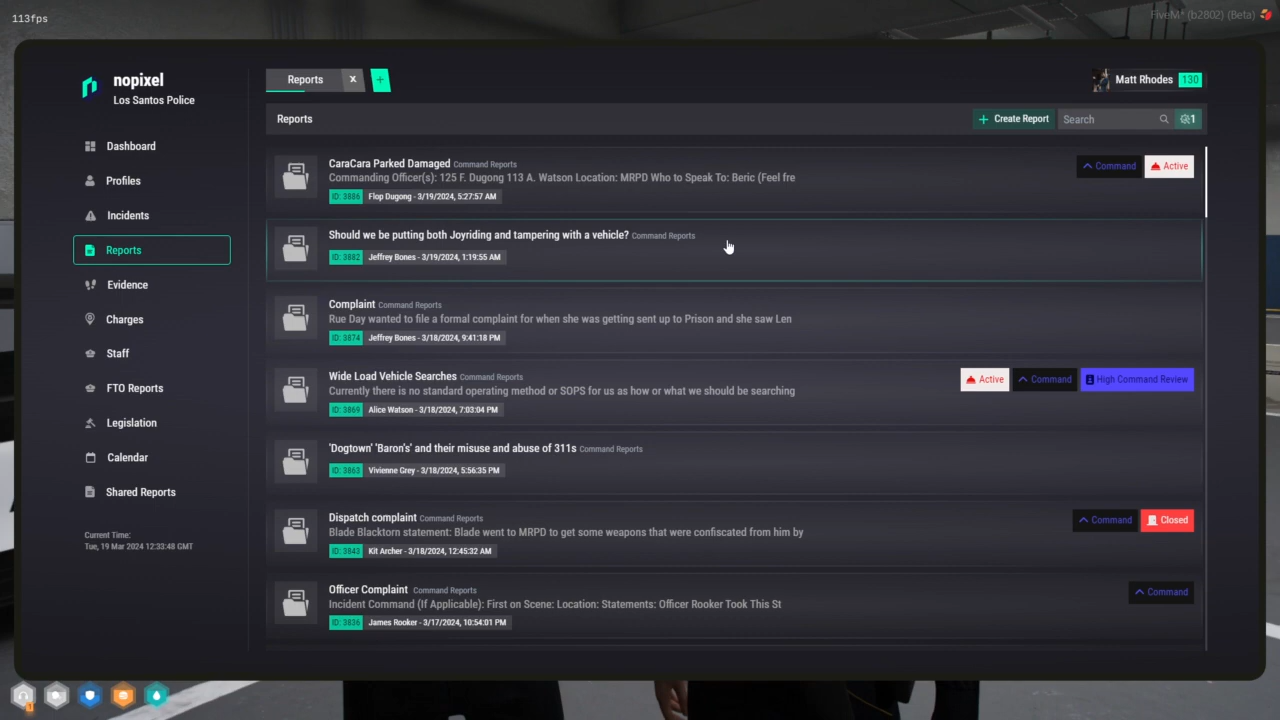 113fps
FiveM* (b2802) (Beta)
nopixel
Los Santos Police
Reports x +
Matt Rhodes 130
Reports
+ Create Report
Search
1
Dashboard
Profiles
Incidents
Reports
Evidence
Charges
Staff
FTO Reports
Legislation
Calendar
Shared Reports
Current Time:
Tue, 19 Mar 2024 12:33:48 GMT
CaraCara Parked Damaged Command Reports
Commanding Officer(s): 125 F. Dugong 113 A. Watson Location: MRPD Who to Speak To: Beric (Feel fre
ID: 3886 Flop Dugong - 3/19/2024, 5:27:57 AM
Command Active
Should we be putting both Joyriding and tampering with a vehicle? Command Reports
ID: 3882 Jeffrey Bones - 3/19/2024, 1:19:55 AM
Complaint Command Reports
Rue Day wanted to file a formal complaint for when she was getting sent up to Prison and she saw Len
ID: 3874 Jeffrey Bones - 3/18/2024, 9:41:18 PM
Wide Load Vehicle Searches Command Reports
Currently there is no standard operating method or SOPS for us as how or what we should be searching
ID: 3869 Alice Watson - 3/18/2024, 7:03:04 PM
Active Command High Command Review
'Dogtown' 'Baron's' and their misuse and abuse of 311s Command Reports
ID: 3863 Vivienne Grey - 3/18/2024, 5:56:35 PM
Dispatch complaint Command Reports
Blade Blacktorn statement: Blade went to MRPD to get some weapons that were confiscated from him by
ID: 3843 Kit Archer - 3/18/2024, 12:45:32 AM
Command Closed
Officer Complaint Command Reports
Incident Command (If Applicable): First on Scene: Location: Statements: Officer Rooker Took This St
ID: 3836 James Rooker - 3/17/2024, 10:54:01 PM
Command
1